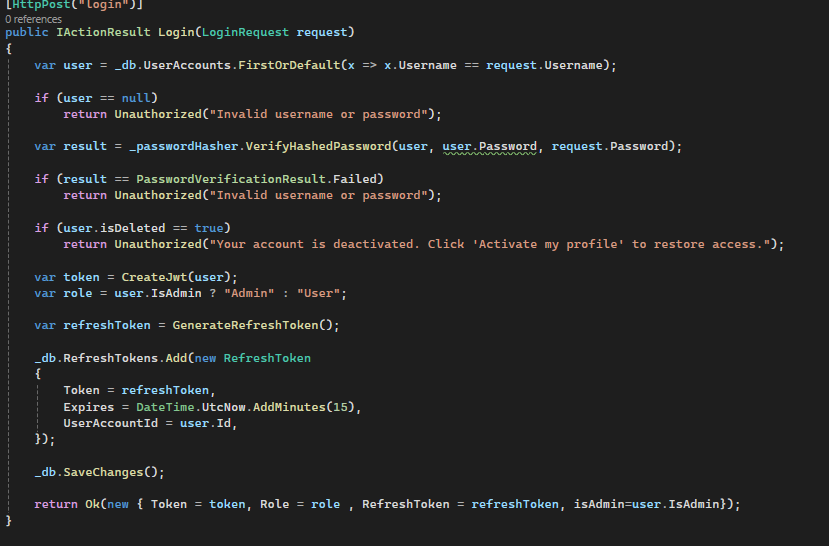 [HttpPost("login")]
0 references
public IActionResult Login(LoginRequest request)
{
    var user = _db.UserAccounts.FirstOrDefault(x => x.Username == request.Username);
    if (user == null)
        return Unauthorized("Invalid username or password");
    var result = _passwordHasher.VerifyHashedPassword(user, user.Password, request.Password);
    if (result == PasswordVerificationResult.Failed)
        return Unauthorized("Invalid username or password");
    if (user.isDeleted == true)
        return Unauthorized("Your account is deactivated. Click 'Activate my profile' to restore access.");
    var token = CreateJwt(user);
    var role = user.IsAdmin ? "Admin" : "User";
    var refreshToken = GenerateRefreshToken();
    _db.RefreshTokens.Add(new RefreshToken
    {
        Token = refreshToken,
        Expires = DateTime.UtcNow.AddMinutes(15),
        UserAccountId = user.Id,
    });
    _db.SaveChanges();
    return Ok(new { Token = token, Role = role , RefreshToken = refreshToken, isAdmin=user.IsAdmin});
}